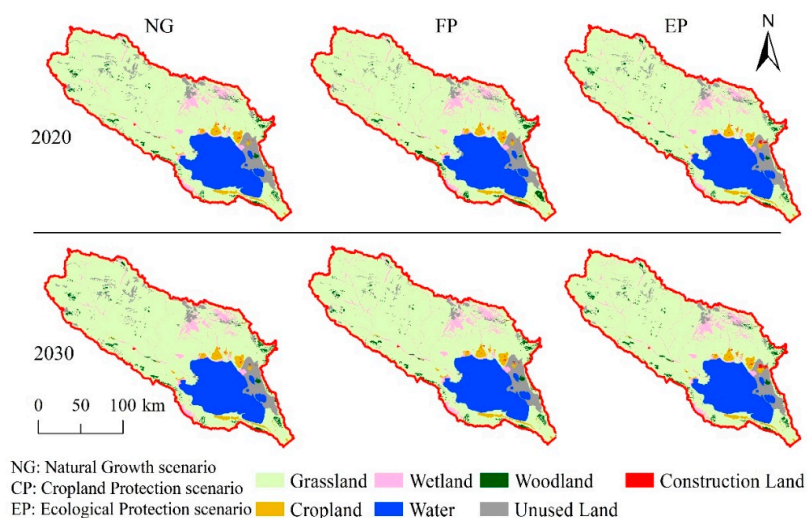 NG FP EP N
2020
2030
0 50 100 km
NG: Natural Growth scenario
CP: Cropland Protection scenario
EP: Ecological Protection scenario
Grassland Wetland Woodland Construction Land
Cropland Water Unused Land